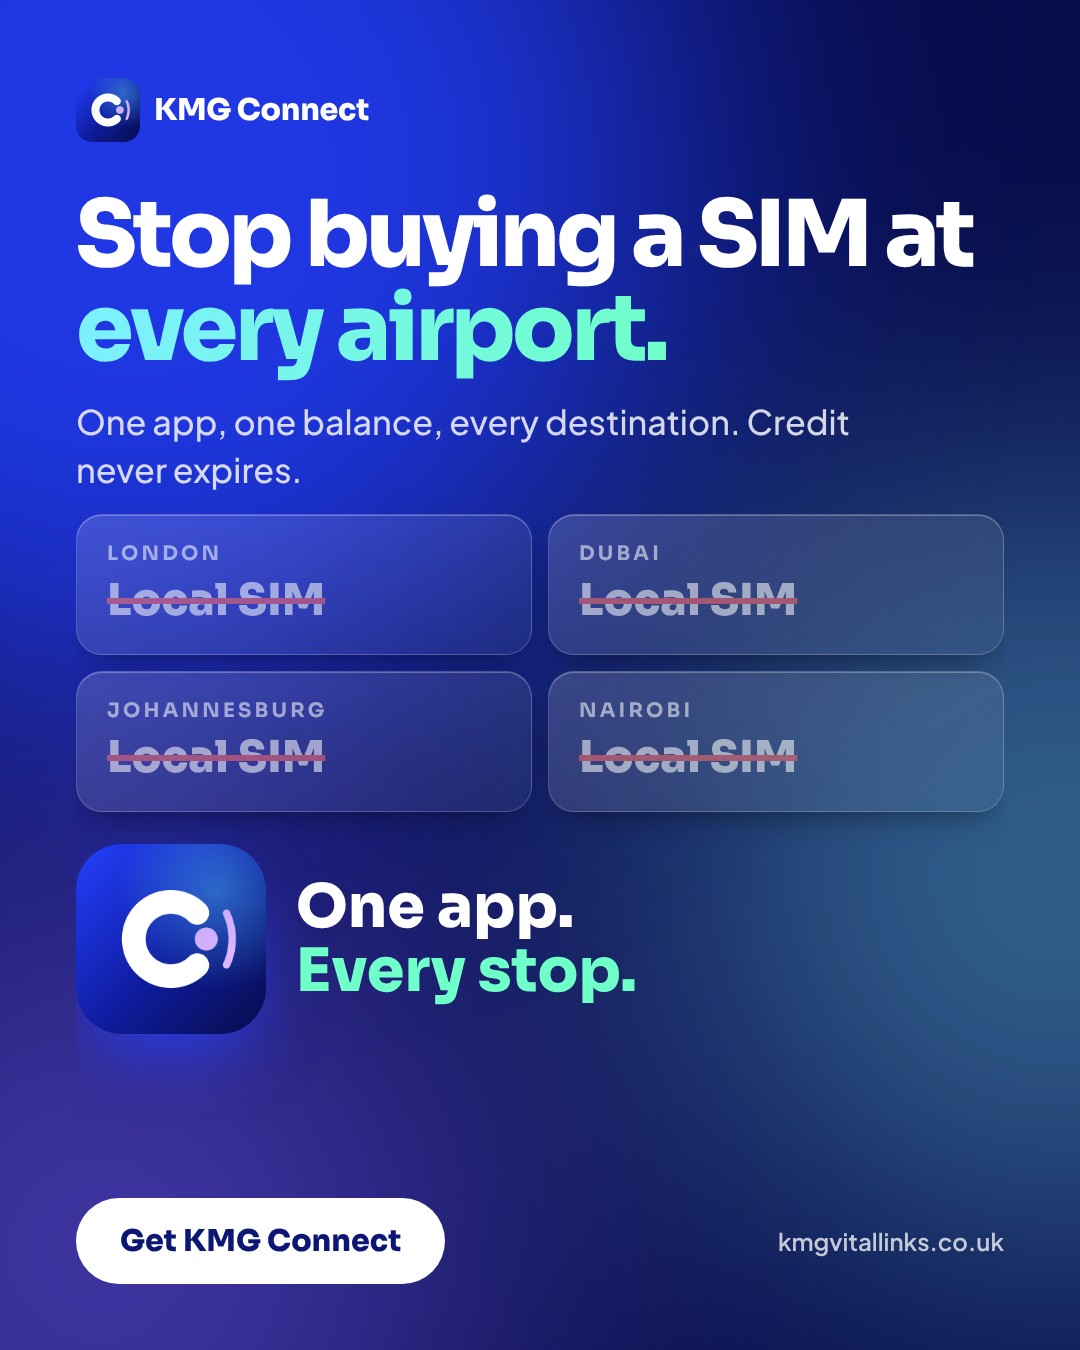 KMG Connect
Stop buying a SIM at
every airport.
One app, one balance, every destination. Credit
never expires.
LONDON
Local SIM
DUBAI
Local SIM
JOHANNESBURG
Local SIM
NAIROBI
Local SIM
One app.
Every stop.
Get KMG Connect
kmgvitallinks.co.uk